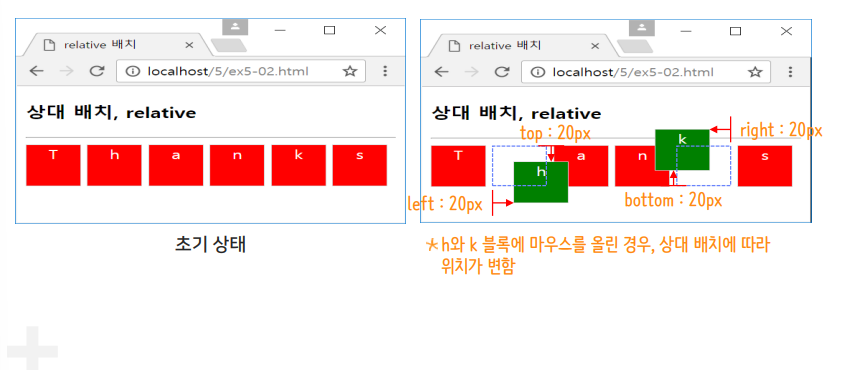 relative 배치
localhost/5/ex5-02.html
상대 배치, relative
T h a n k s
초기 상태
relative 배치
localhost/5/ex5-02.html
상대 배치, relative
top : 20px
right : 20px
T h a n k s
left : 20px
bottom : 20px
*h와 k 블록에 마우스를 올린 경우, 상대 배치에 따라
위치가 변함